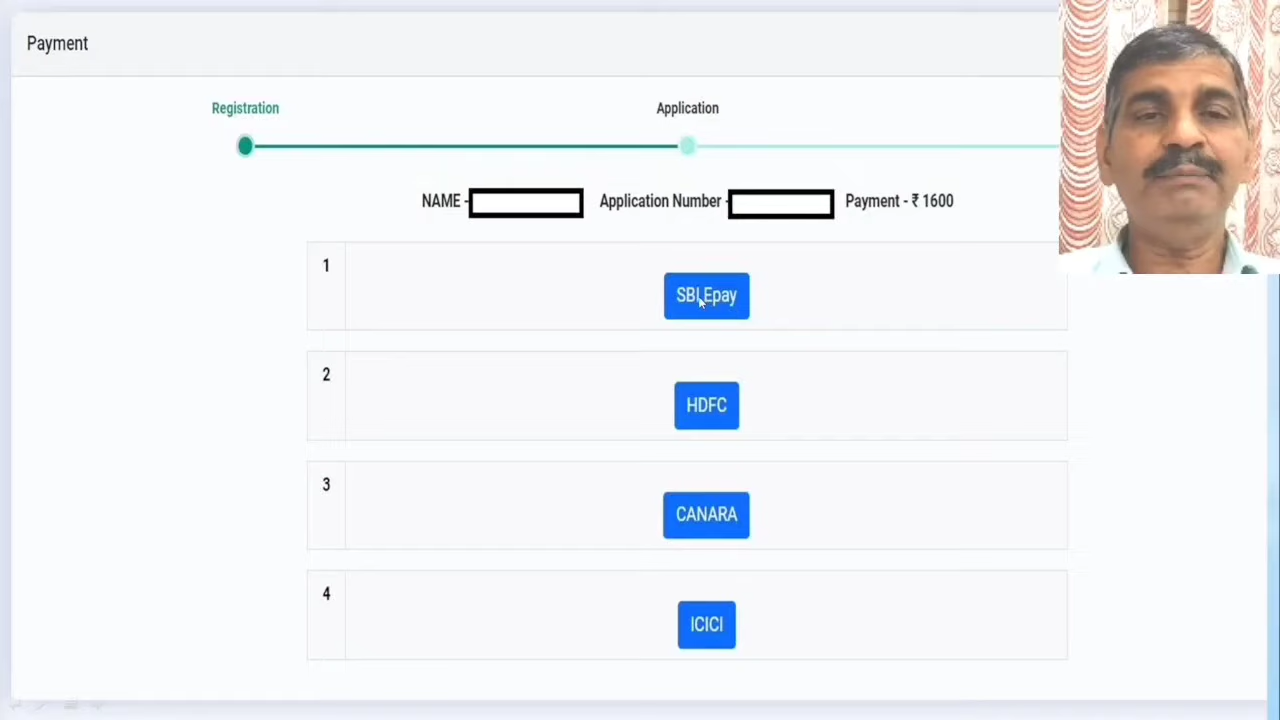 Payment
Registration
Application
NAME -
Application Number -
Payment - ₹ 1600
1
SBI Epay
2
HDFC
3
CANARA
4
ICICI